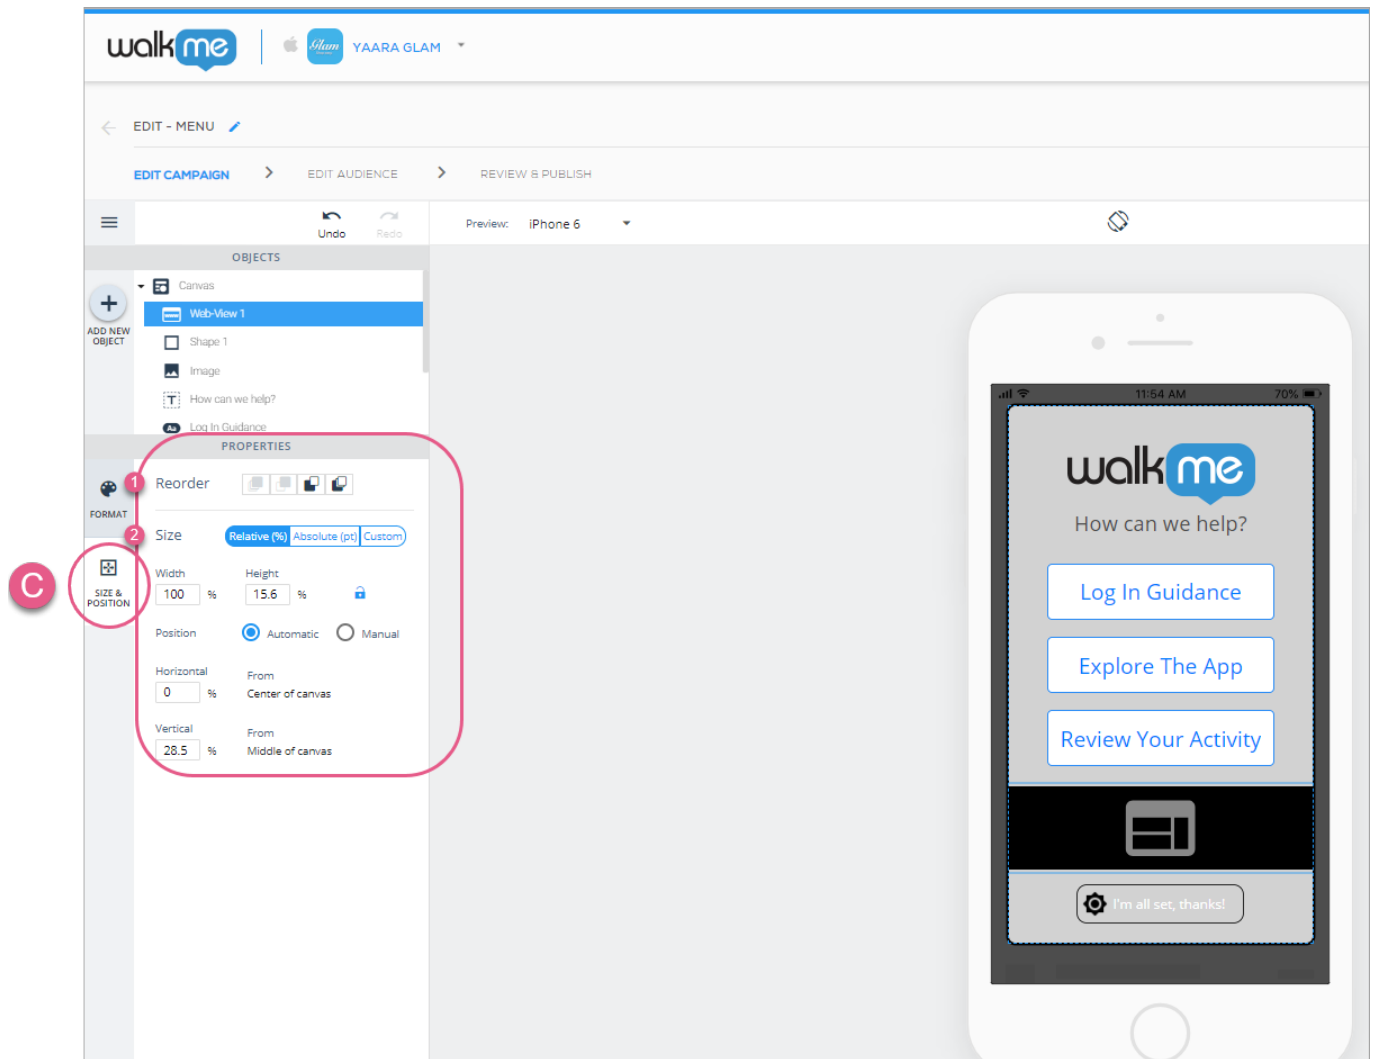 walkme
Glam
YAARA GLAM
EDIT - MENU
EDIT CAMPAIGN
EDIT AUDIENCE
REVIEW & PUBLISH
Undo
Redo
Preview:
iPhone 6
OBJECTS
ADD NEW
OBJECT
Canvas
Web-View 1
Shape 1
Image
T
How can we help?
Aa
Log In Guidance
PROPERTIES
FORMAT
C
SIZE &
POSITION
1
Reorder
2
Size
Relative (%)
Absolute (pt)
Custom
Width
Height
100 %
15.6 %
Position
Automatic
Manual
Horizontal
From
0 %
Center of canvas
Vertical
From
28.5 %
Middle of canvas
11:54 AM
70%
walkme
How can we help?
Log In Guidance
Explore The App
Review Your Activity
I'm all set, thanks!